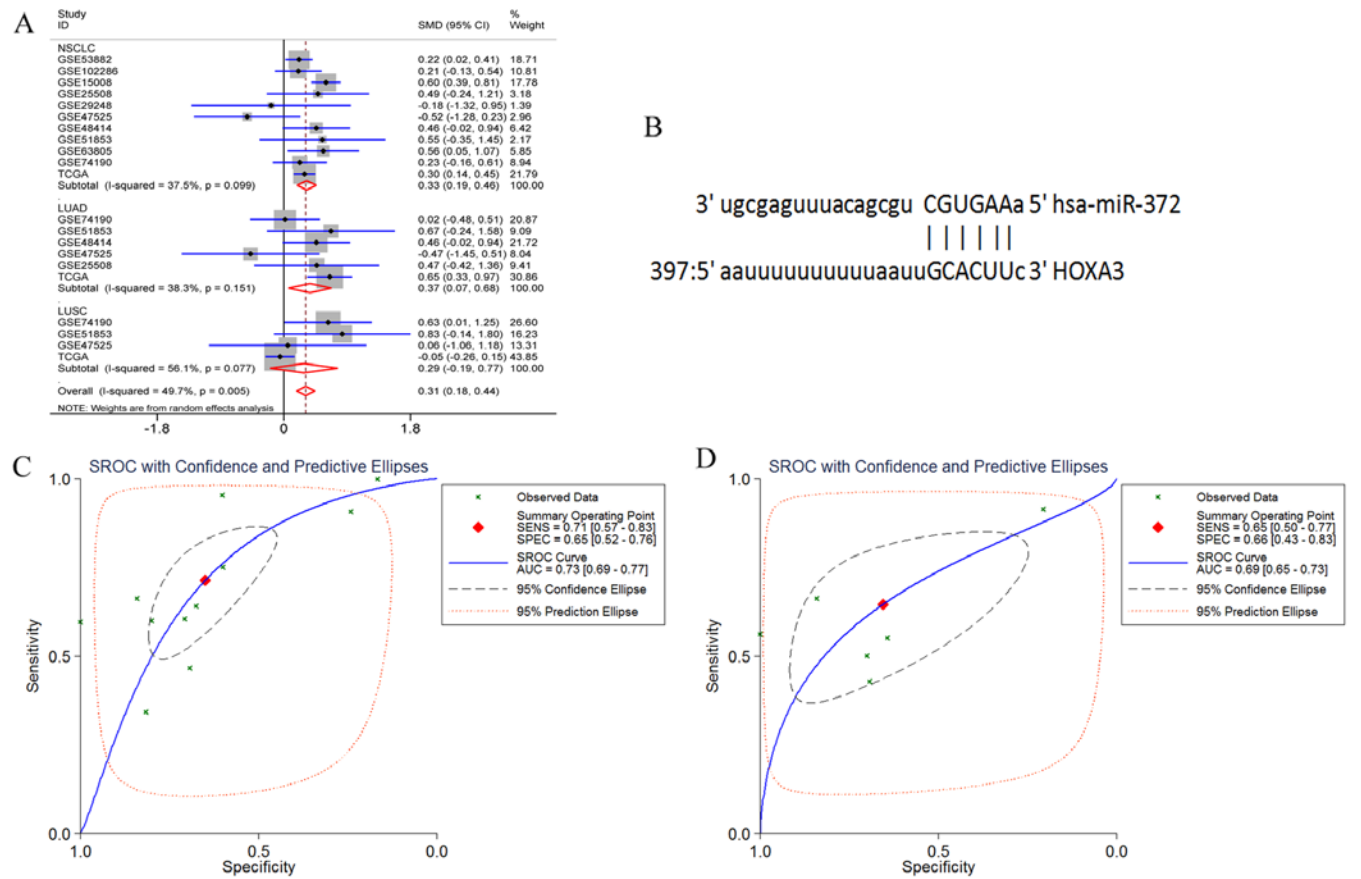 A
Study
ID SMD (95% CI) % Weight
NSCLC
GSE53882 0.22 (0.02, 0.41) 18.71
GSE102286 0.21 (-0.13, 0.54) 10.81
GSE15008 0.60 (0.39, 0.81) 17.78
GSE25508 0.49 (-0.24, 1.21) 3.18
GSE29248 -0.18 (-1.32, 0.95) 1.39
GSE47525 -0.52 (-1.28, 0.23) 2.96
GSE48414 0.46 (-0.02, 0.94) 6.42
GSE51853 0.55 (-0.35, 1.45) 2.17
GSE63805 0.56 (0.05, 1.07) 5.85
GSE74190 0.23 (-0.16, 0.61) 8.94
TCGA 0.30 (0.14, 0.45) 21.79
Subtotal (I-squared = 37.5%, p = 0.099) 0.33 (0.19, 0.46) 100.00
.
LUAD
GSE74190 0.02 (-0.48, 0.51) 20.87
GSE51853 0.67 (-0.24, 1.58) 9.09
GSE48414 0.46 (-0.02, 0.94) 21.72
GSE47525 -0.47 (-1.45, 0.51) 8.04
GSE25508 0.47 (-0.42, 1.36) 9.41
TCGA 0.65 (0.33, 0.97) 30.86
Subtotal (I-squared = 38.3%, p = 0.151) 0.37 (0.07, 0.68) 100.00
.
LUSC
GSE74190 0.63 (0.01, 1.25) 26.60
GSE51853 0.83 (-0.14, 1.80) 16.23
GSE47525 0.06 (-1.06, 1.18) 13.31
TCGA -0.05 (-0.26, 0.15) 43.85
Subtotal (I-squared = 56.1%, p = 0.077) 0.29 (-0.19, 0.77) 100.00
.
Overall (I-squared = 49.7%, p = 0.005) 0.31 (0.18, 0.44)
NOTE: Weights are from random effects analysis
-1.8 0 1.8
B
3' ugcgaguuuacagcgu CGUGAAa 5' hsa-miR-372
| | | | | |
397:5' aauuuuuuuuuuaauuGCACUUc 3' HOXA3
C
SROC with Confidence and Predictive Ellipses
1.0
0.5
0.0
Sensitivity
1.0 0.5 0.0
Specificity
Observed Data
Summary Operating Point
SENS = 0.71 [0.57 - 0.83]
SPEC = 0.65 [0.52 - 0.76]
SROC Curve
AUC = 0.73 [0.69 - 0.77]
95% Confidence Ellipse
95% Prediction Ellipse
D
SROC with Confidence and Predictive Ellipses
1.0
0.5
0.0
Sensitivity
1.0 0.5 0.0
Specificity
Observed Data
Summary Operating Point
SENS = 0.65 [0.50 - 0.77]
SPEC = 0.66 [0.43 - 0.83]
SROC Curve
AUC = 0.69 [0.65 - 0.73]
95% Confidence Ellipse
95% Prediction Ellipse